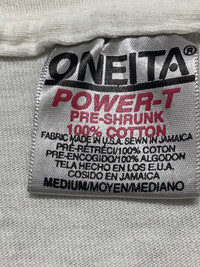 ONEITA®
POWER-T
PRE-SHRUNK
100% COTTON
FABRIC MADE IN U.S.A. SEWN IN JAMAICA
PRE-RÉTRÉCI/100% COTON
PRE-ENCOGIDO/100% ALGODON
TELA HECHO EN LOS E.U.A.
COSIDO EN JAMAICA
MEDIUM/MOYEN/MEDIANO